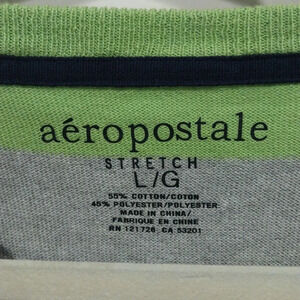 aéropostale
STRETCH
L/G
55% COTTON/COTON
45% POLYESTER/POLYESTER
MADE IN CHINA/
FABRIQUE EN CHINE
RN 121726 CA 53201